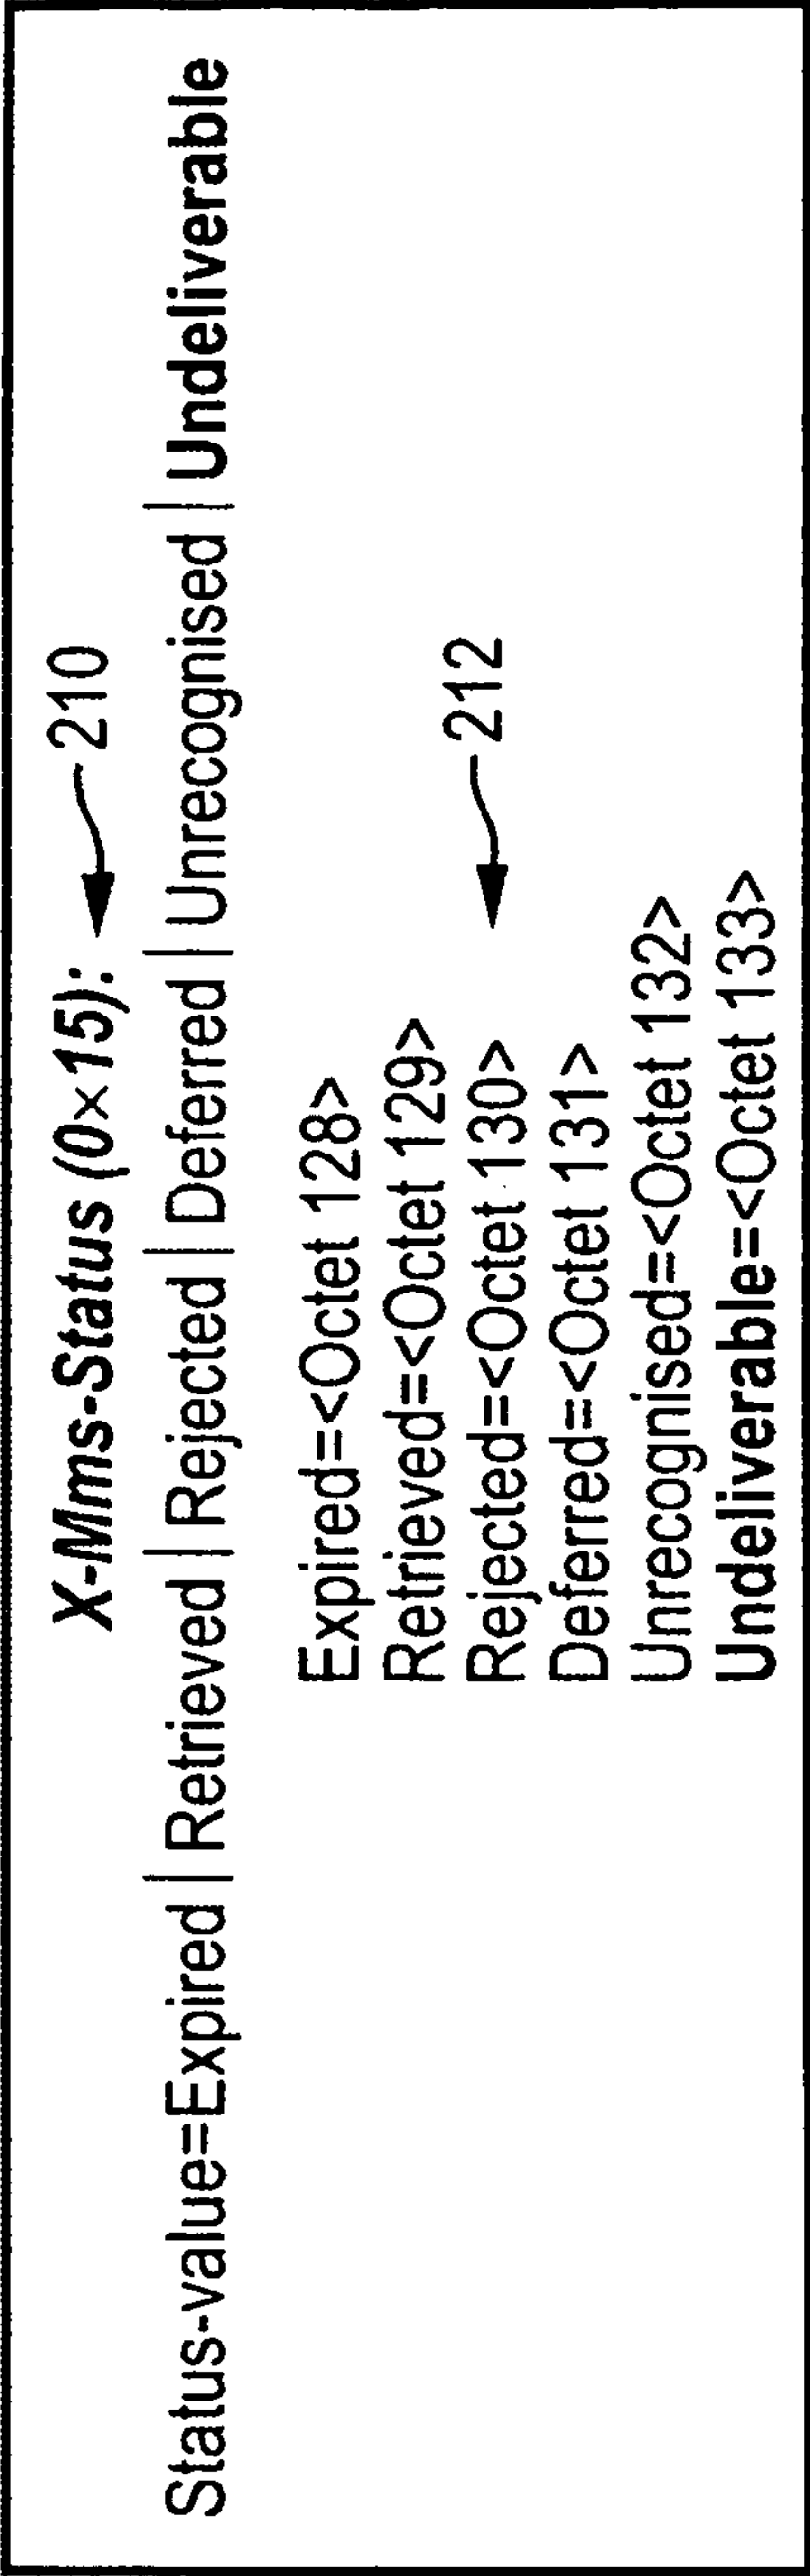 X-Mms-Status (0×15): 210
Status-value=Expired | Retrieved | Rejected | Deferred | Unrecognised | Undeliverable
Expired=<Octet 128>
Retrieved=<Octet 129>
Rejected=<Octet 130> 212
Deferred=<Octet 131>
Unrecognised=<Octet 132>
Undeliverable=<Octet 133>